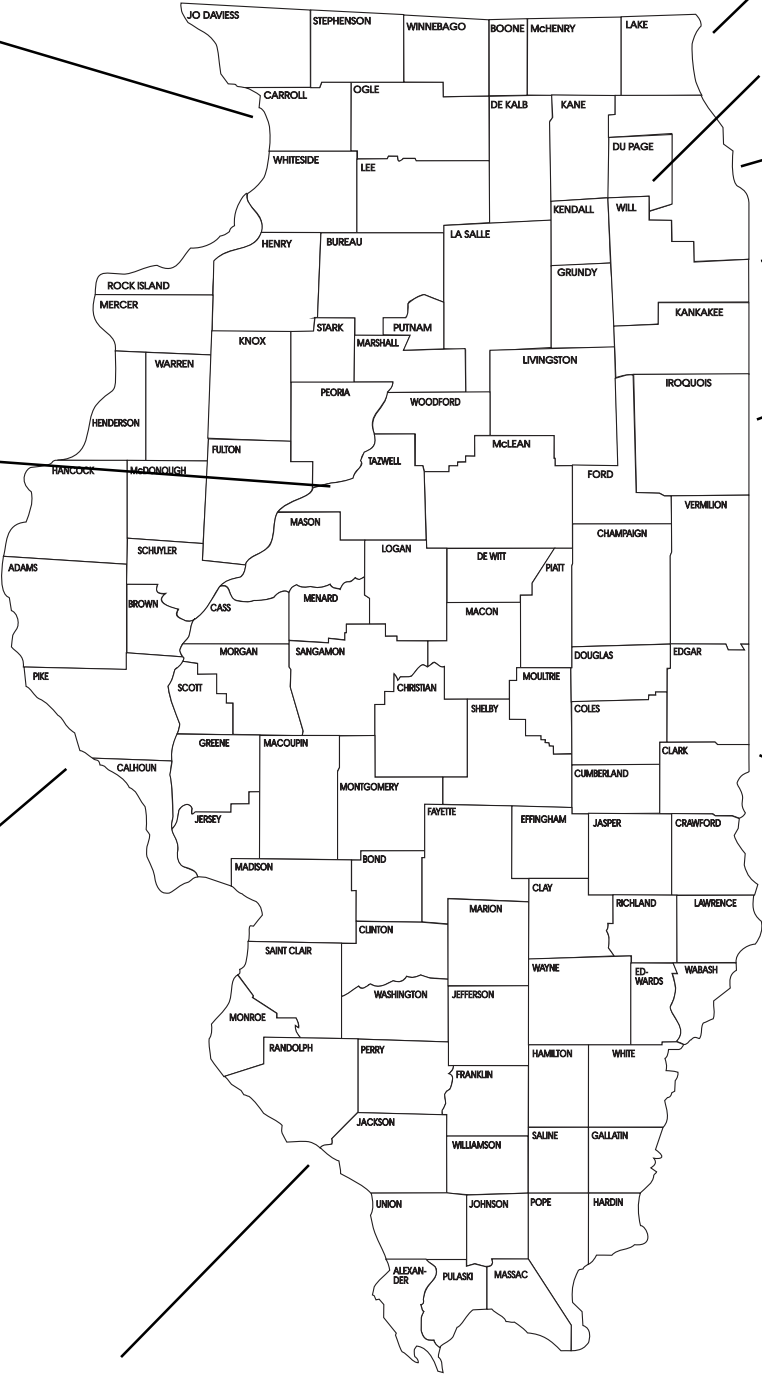 JO DAVIESS
STEPHENSON
WINNEBAGO
BOONE
McHENRY
LAKE
CARROLL
OGLE
DE KALB
KANE
DU PAGE
WHITESIDE
LEE
KENDALL
WILL
LA SALLE
HENRY
BUREAU
GRUNDY
ROCK ISLAND
MERCER
KANKAKEE
STARK
PUTNAM
KNOX
MARSHALL
LIVINGSTON
WARREN
IROQUOIS
PEORIA
WOODFORD
HENDERSON
McLEAN
FULTON
TAZWELL
HANCOCK
McDONOUGH
FORD
VERMILION
MASON
CHAMPAIGN
SCHUYLER
LOGAN
DE WITT
ADAMS
PIATT
BROWN
CASS
MENARD
MACON
MORGAN
SANGAMON
DOUGLAS
EDGAR
PIKE
SCOTT
CHRISTIAN
MOULTRIE
SHELBY
COLES
GREENE
MACOUPIN
CLARK
CALHOUN
CUMBERLAND
MONTGOMERY
JERSEY
FAYETTE
EFFINGHAM
JASPER
CRAWFORD
MADISON
BOND
CLAY
MARION
RICHLAND
LAWRENCE
CLINTON
SAINT CLAIR
WAYNE
ED-
WARDS
WABASH
WASHINGTON
JEFFERSON
MONROE
RANDOLPH
PERRY
HAMILTON
WHITE
FRANKLIN
JACKSON
WILLIAMSON
SALINE
GALLATIN
UNION
JOHNSON
POPE
HARDIN
ALEXAN-
DER
PULASKI
MASSAC